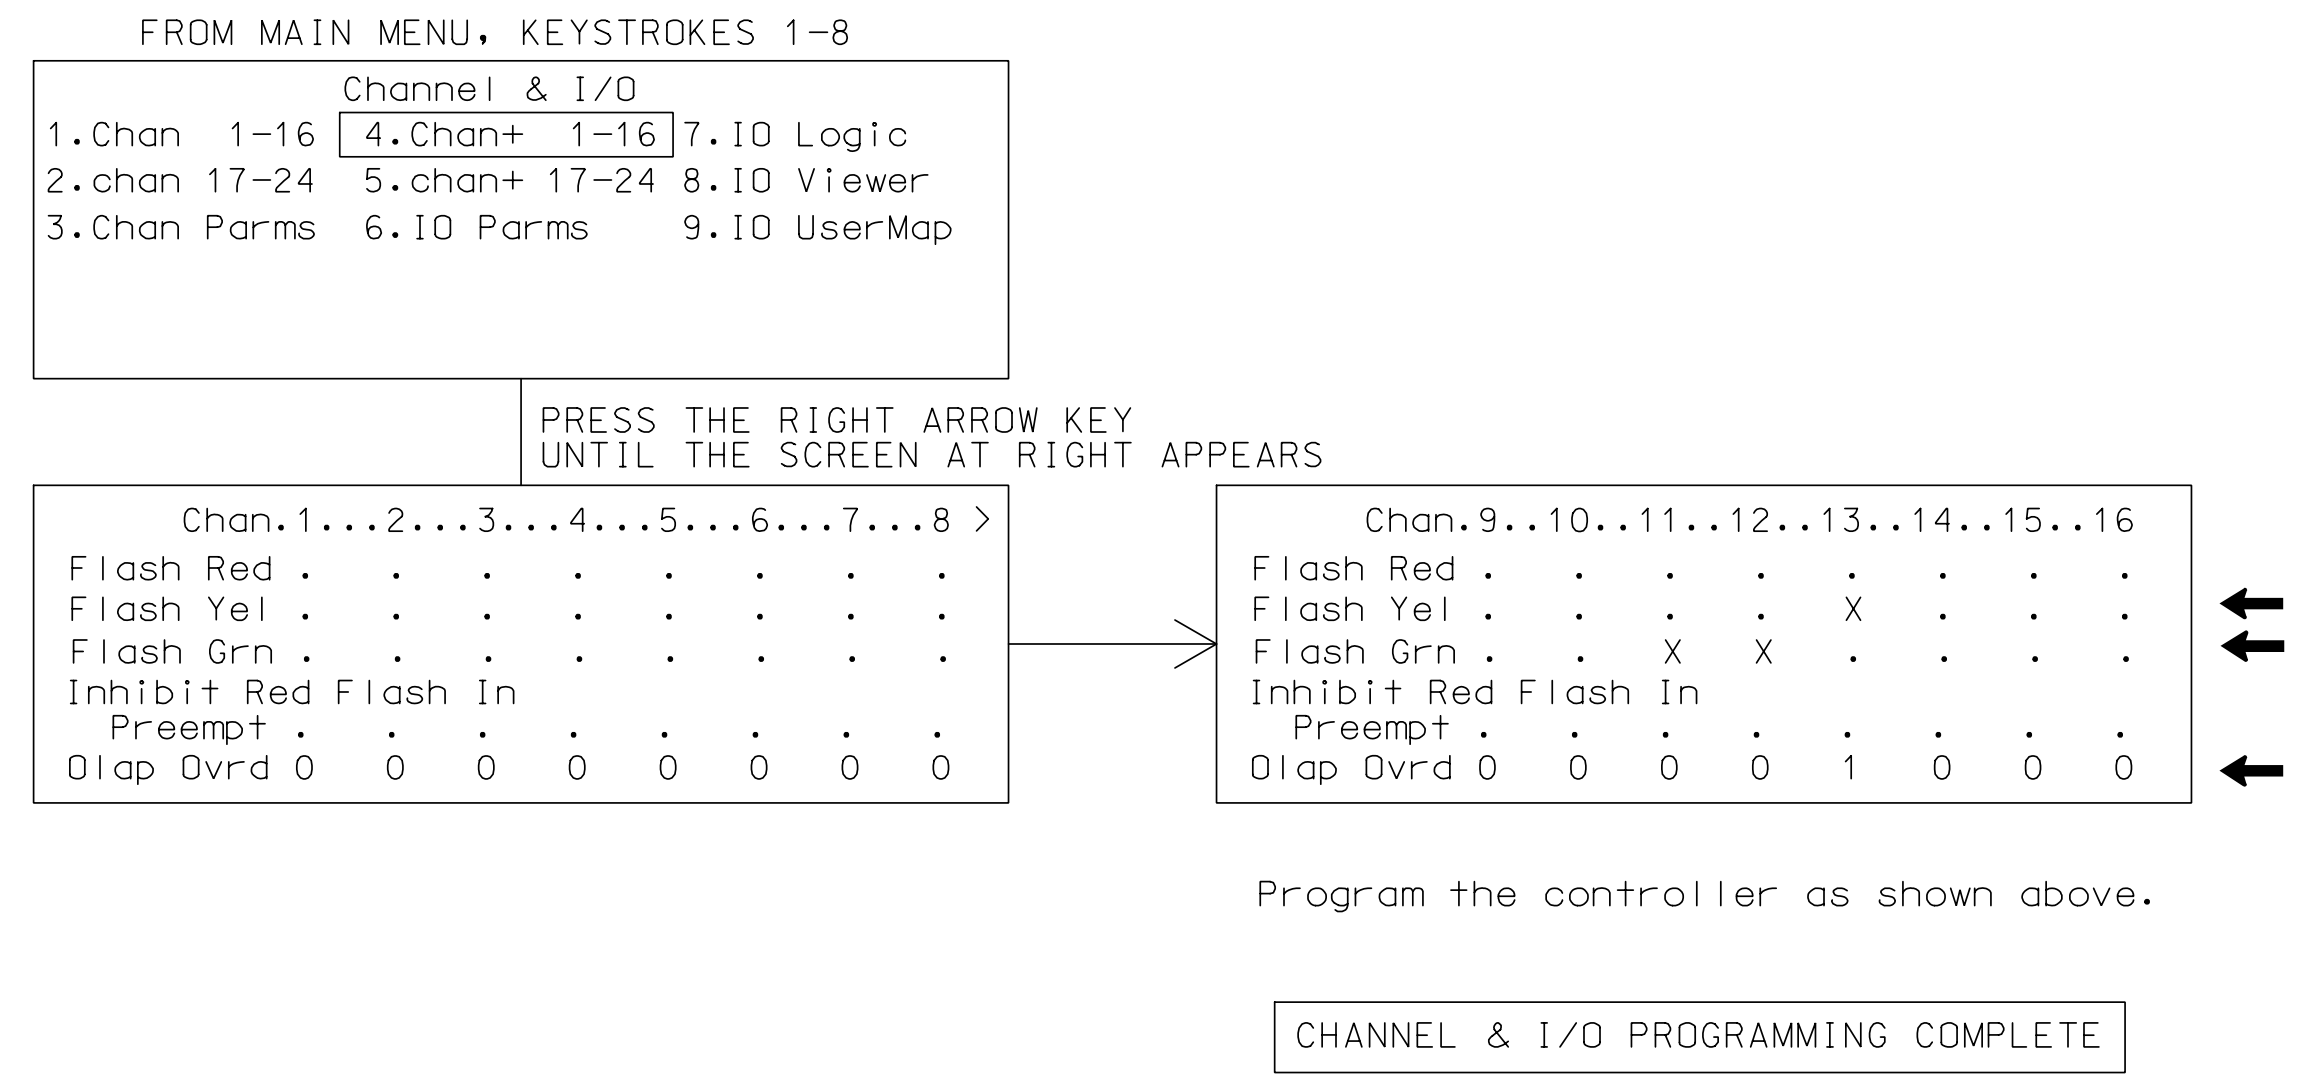 FROM MAIN MENU, KEYSTROKES 1-8
Channel & I/O
1.Chan 1-16 4.Chan+ 1-16 7.IO Logic
2.chan 17-24 5.chan+ 17-24 8.IO Viewer
3.Chan Parms 6.IO Parms 9.IO UserMap
PRESS THE RIGHT ARROW KEY
UNTIL THE SCREEN AT RIGHT APPEARS
Chan.1...2...3...4...5...6...7...8 >
Flash Red . . . . . . . .
Flash Yel . . . . . . . .
Flash Grn . . . . . . . .
Inhibit Red Flash In
Preempt . . . . . . . .
Olap Ovrd 0 0 0 0 0 0 0 0
Chan.9..10..11..12..13..14..15..16
Flash Red . . . . . . . .
Flash Yel . . . . X . . .
Flash Grn . . X X . . . .
Inhibit Red Flash In
Preempt . . . . . . . .
Olap Ovrd 0 0 0 0 1 0 0 0
Program the controller as shown above.
CHANNEL & I/O PROGRAMMING COMPLETE